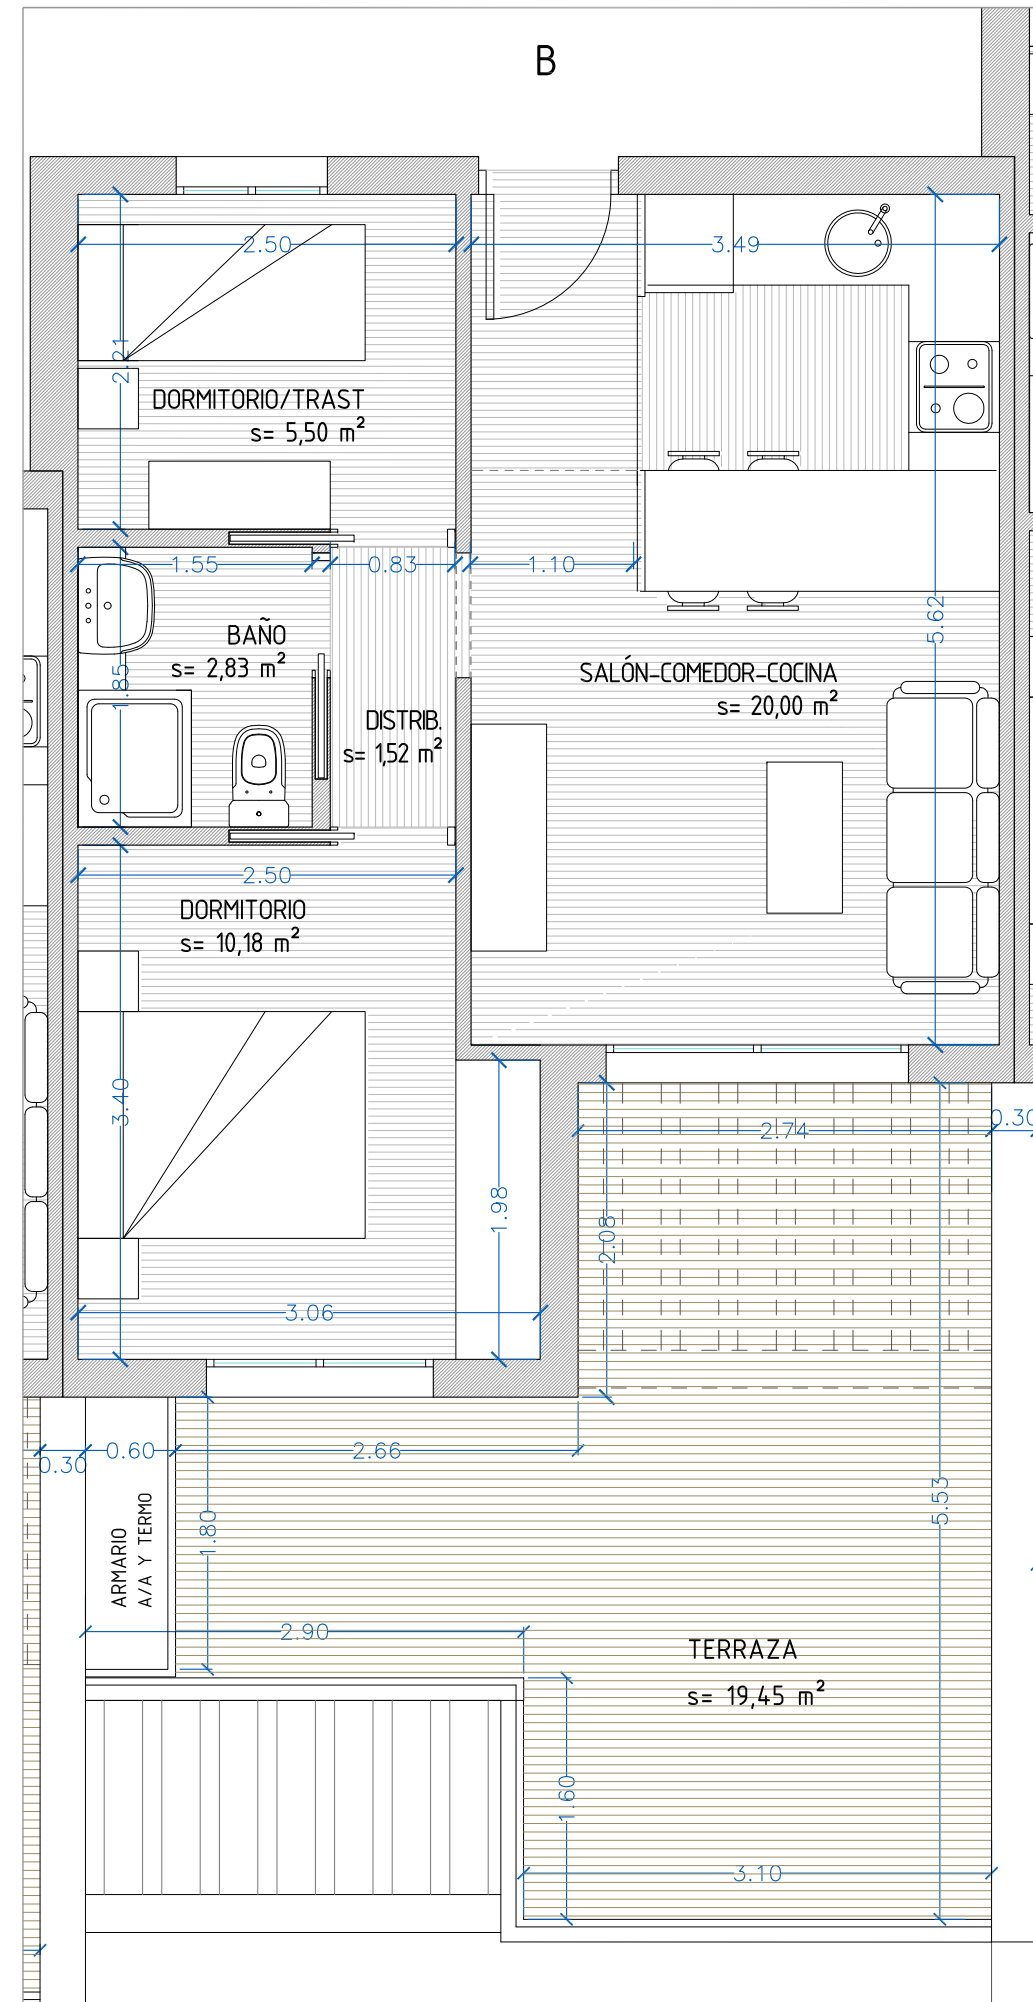 B
2.50
3.49
2.21
DORMITORIO/TRAST
s= 5,50 m²
1.55
0.83
1.10
5.62
BAÑO
s= 2,83 m²
1.85
SALÓN-COMEDOR-COCINA
s= 20,00 m²
DISTRIB.
s= 1,52 m²
2.50
DORMITORIO
s= 10,18 m²
3.40
2.74
0.30
1.98
2.08
3.06
0.30
0.60
2.66
5.53
1.80
ARMARIO
A/A Y TERMO
2.90
TERRAZA
s= 19,45 m²
1.60
3.10